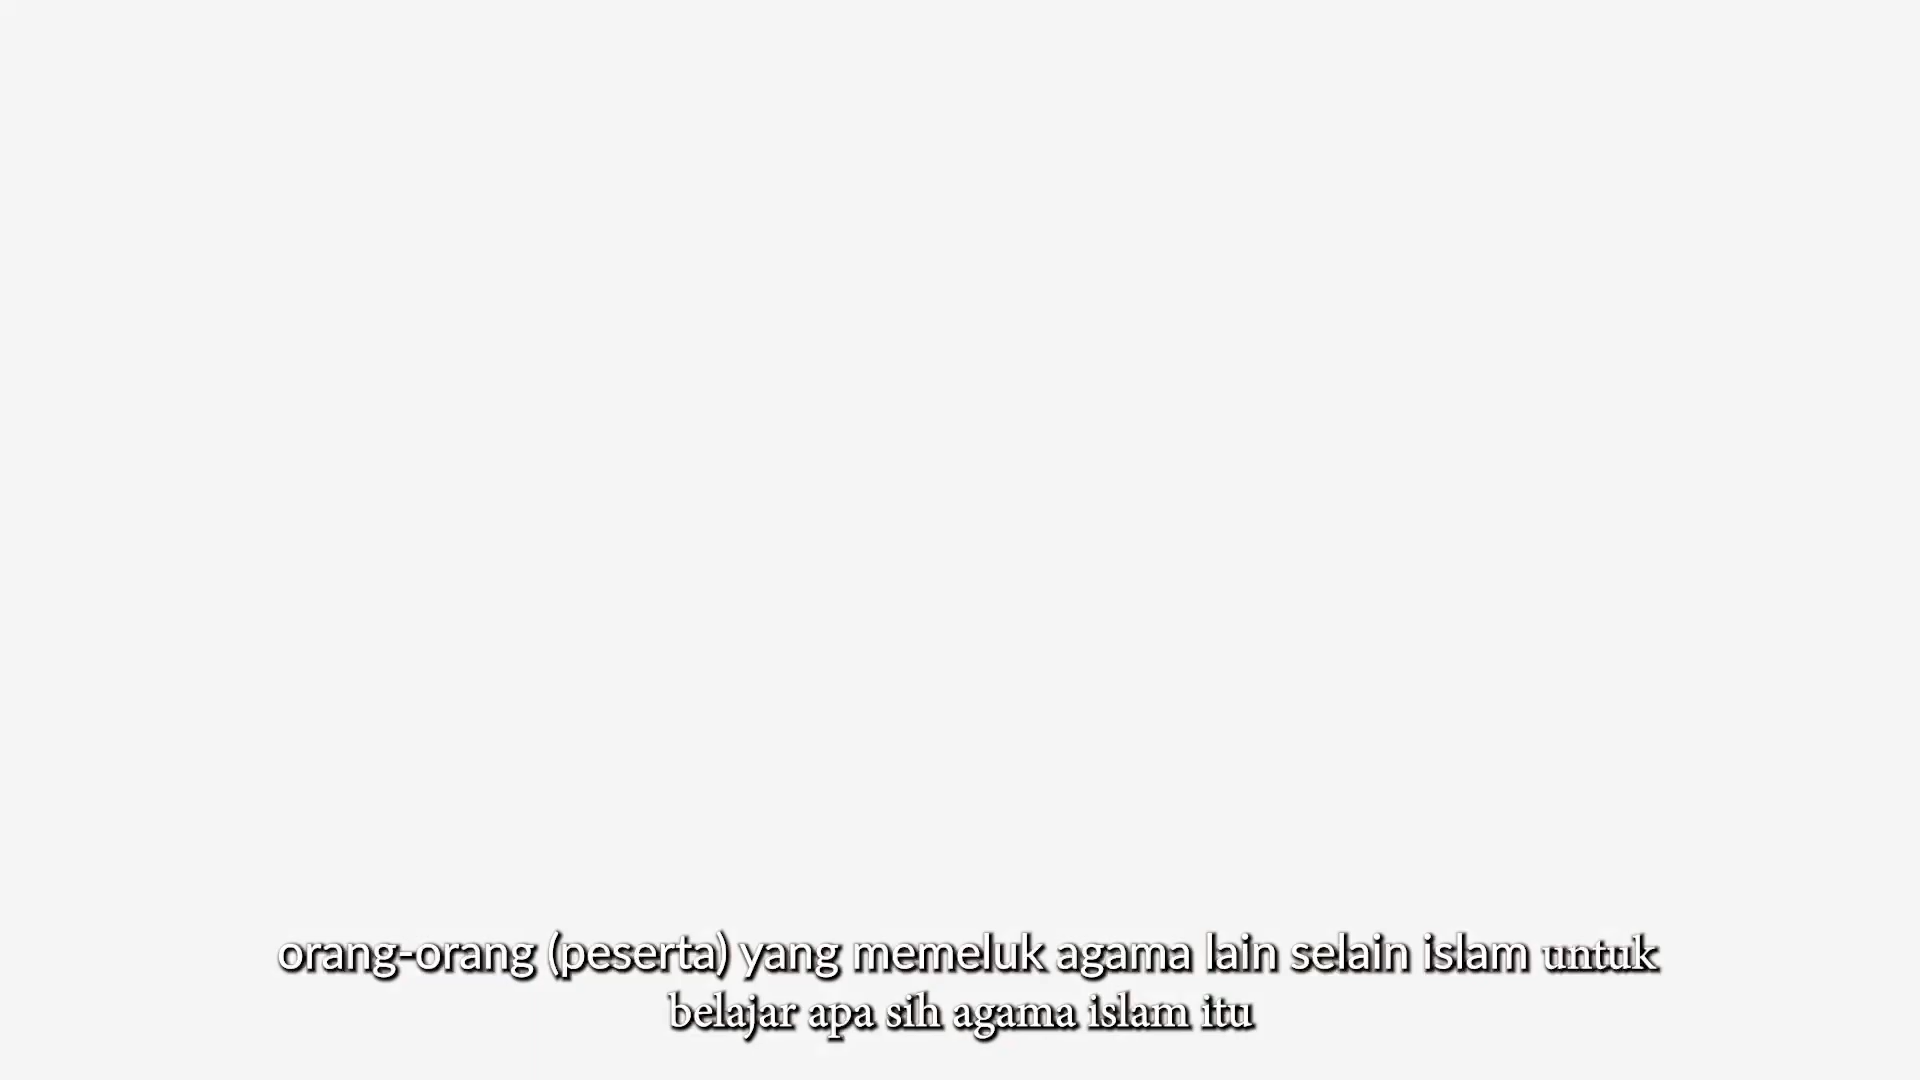 orang-orang (peserta) yang memeluk agama lain selain islam untuk
belajar apa sih agama islam itu